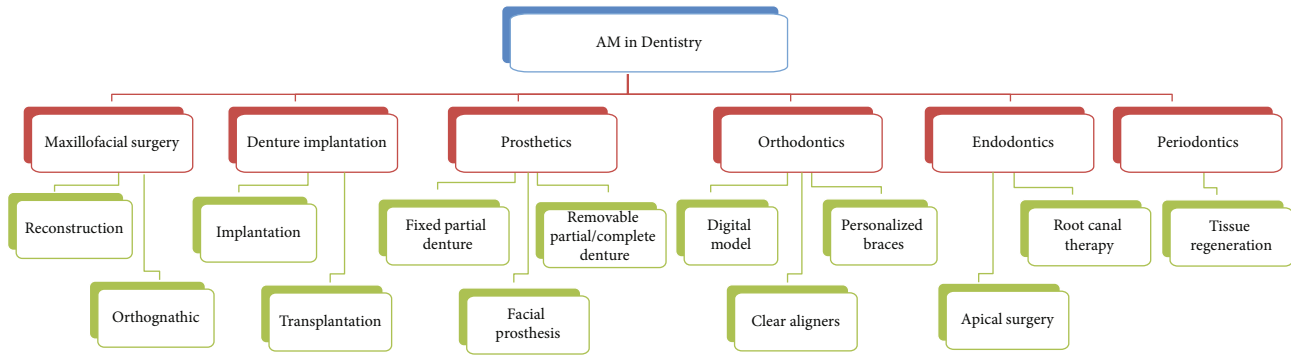 AM in Dentistry
Maxillofacial surgery
Denture implantation
Prosthetics
Orthodontics
Endodontics
Periodontics
Reconstruction
Implantation
Fixed partial
denture
Removable
partial/complete
denture
Digital
model
Personalized
braces
Root canal
therapy
Tissue
regeneration
Orthognathic
Transplantation
Facial
prosthesis
Clear aligners
Apical surgery